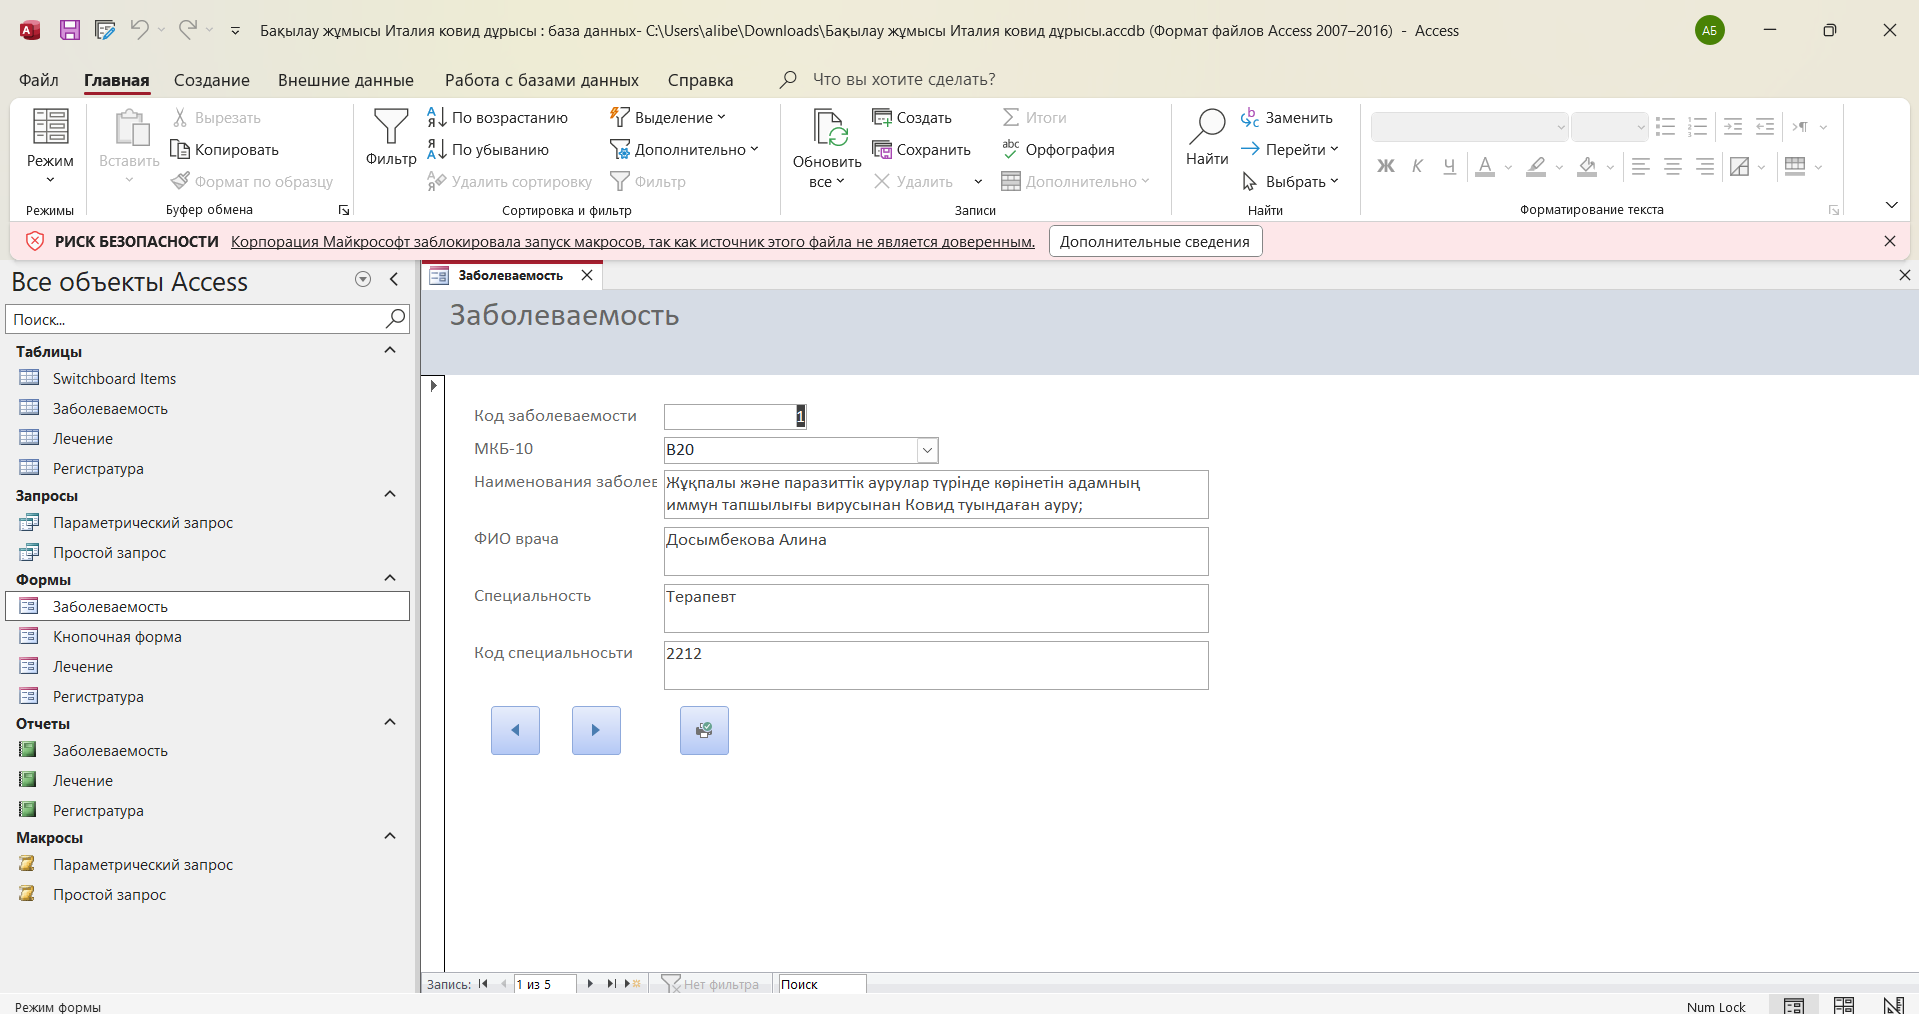 Бақылау жұмысы Италия ковид дұрысы : база данных- C:\Users\alibe\Downloads\Бақылау жұмысы Италия ковид дұрысы.accdb (Формат файлов Access 2007–2016) - Access
АБ
Файл Главная Создание Внешние данные Работа с базами данных Справка Что вы хотите сделать?
Режим
Режимы
Вставить
Вырезать
Копировать
Формат по образцу
Буфер обмена
Фильтр
По возрастанию
По убыванию
Удалить сортировку
Выделение
Дополнительно
Фильтр
Сортировка и фильтр
Обновить
все
Создать
Сохранить
Удалить
Итоги
Орфография
Дополнительно
Записи
Найти
Заменить
Перейти
Выбрать
Найти
Ж К Ч А
Форматирование текста
РИСК БЕЗОПАСНОСТИ Корпорация Майкрософт заблокировала запуск макросов, так как источник этого файла не является доверенным. Дополнительные сведения
Все объекты Access
Поиск...
Таблицы
Switchboard Items
Заболеваемость
Лечение
Регистратура
Запросы
Параметрический запрос
Простой запрос
Формы
Заболеваемость
Кнопочная форма
Лечение
Регистратура
Отчеты
Заболеваемость
Лечение
Регистратура
Макросы
Параметрический запрос
Простой запрос
Заболеваемость
Заболеваемость
Код заболеваемости 1
МКБ-10 B20
Наименования заболев Жұқпалы және паразиттік аурулар түрінде көрінетін адамның
иммун тапшылығы вирусынан Ковид туындаған ауру;
ФИО врача Досымбекова Алина
Специальность Терапевт
Код специальносьти 2212
Запись: 1 из 5 Нет фильтра Поиск
Режим формы Num Lock